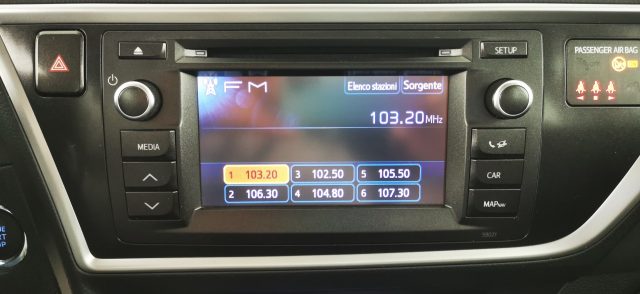 SETUP
PASSENGER AIR BAG
FM
Elenco stazioni
Sorgente
103.20MHz
MEDIA
CAR
MAPNAV
1 103.20 3 102.50 5 105.50
2 106.30 4 104.80 6 107.30